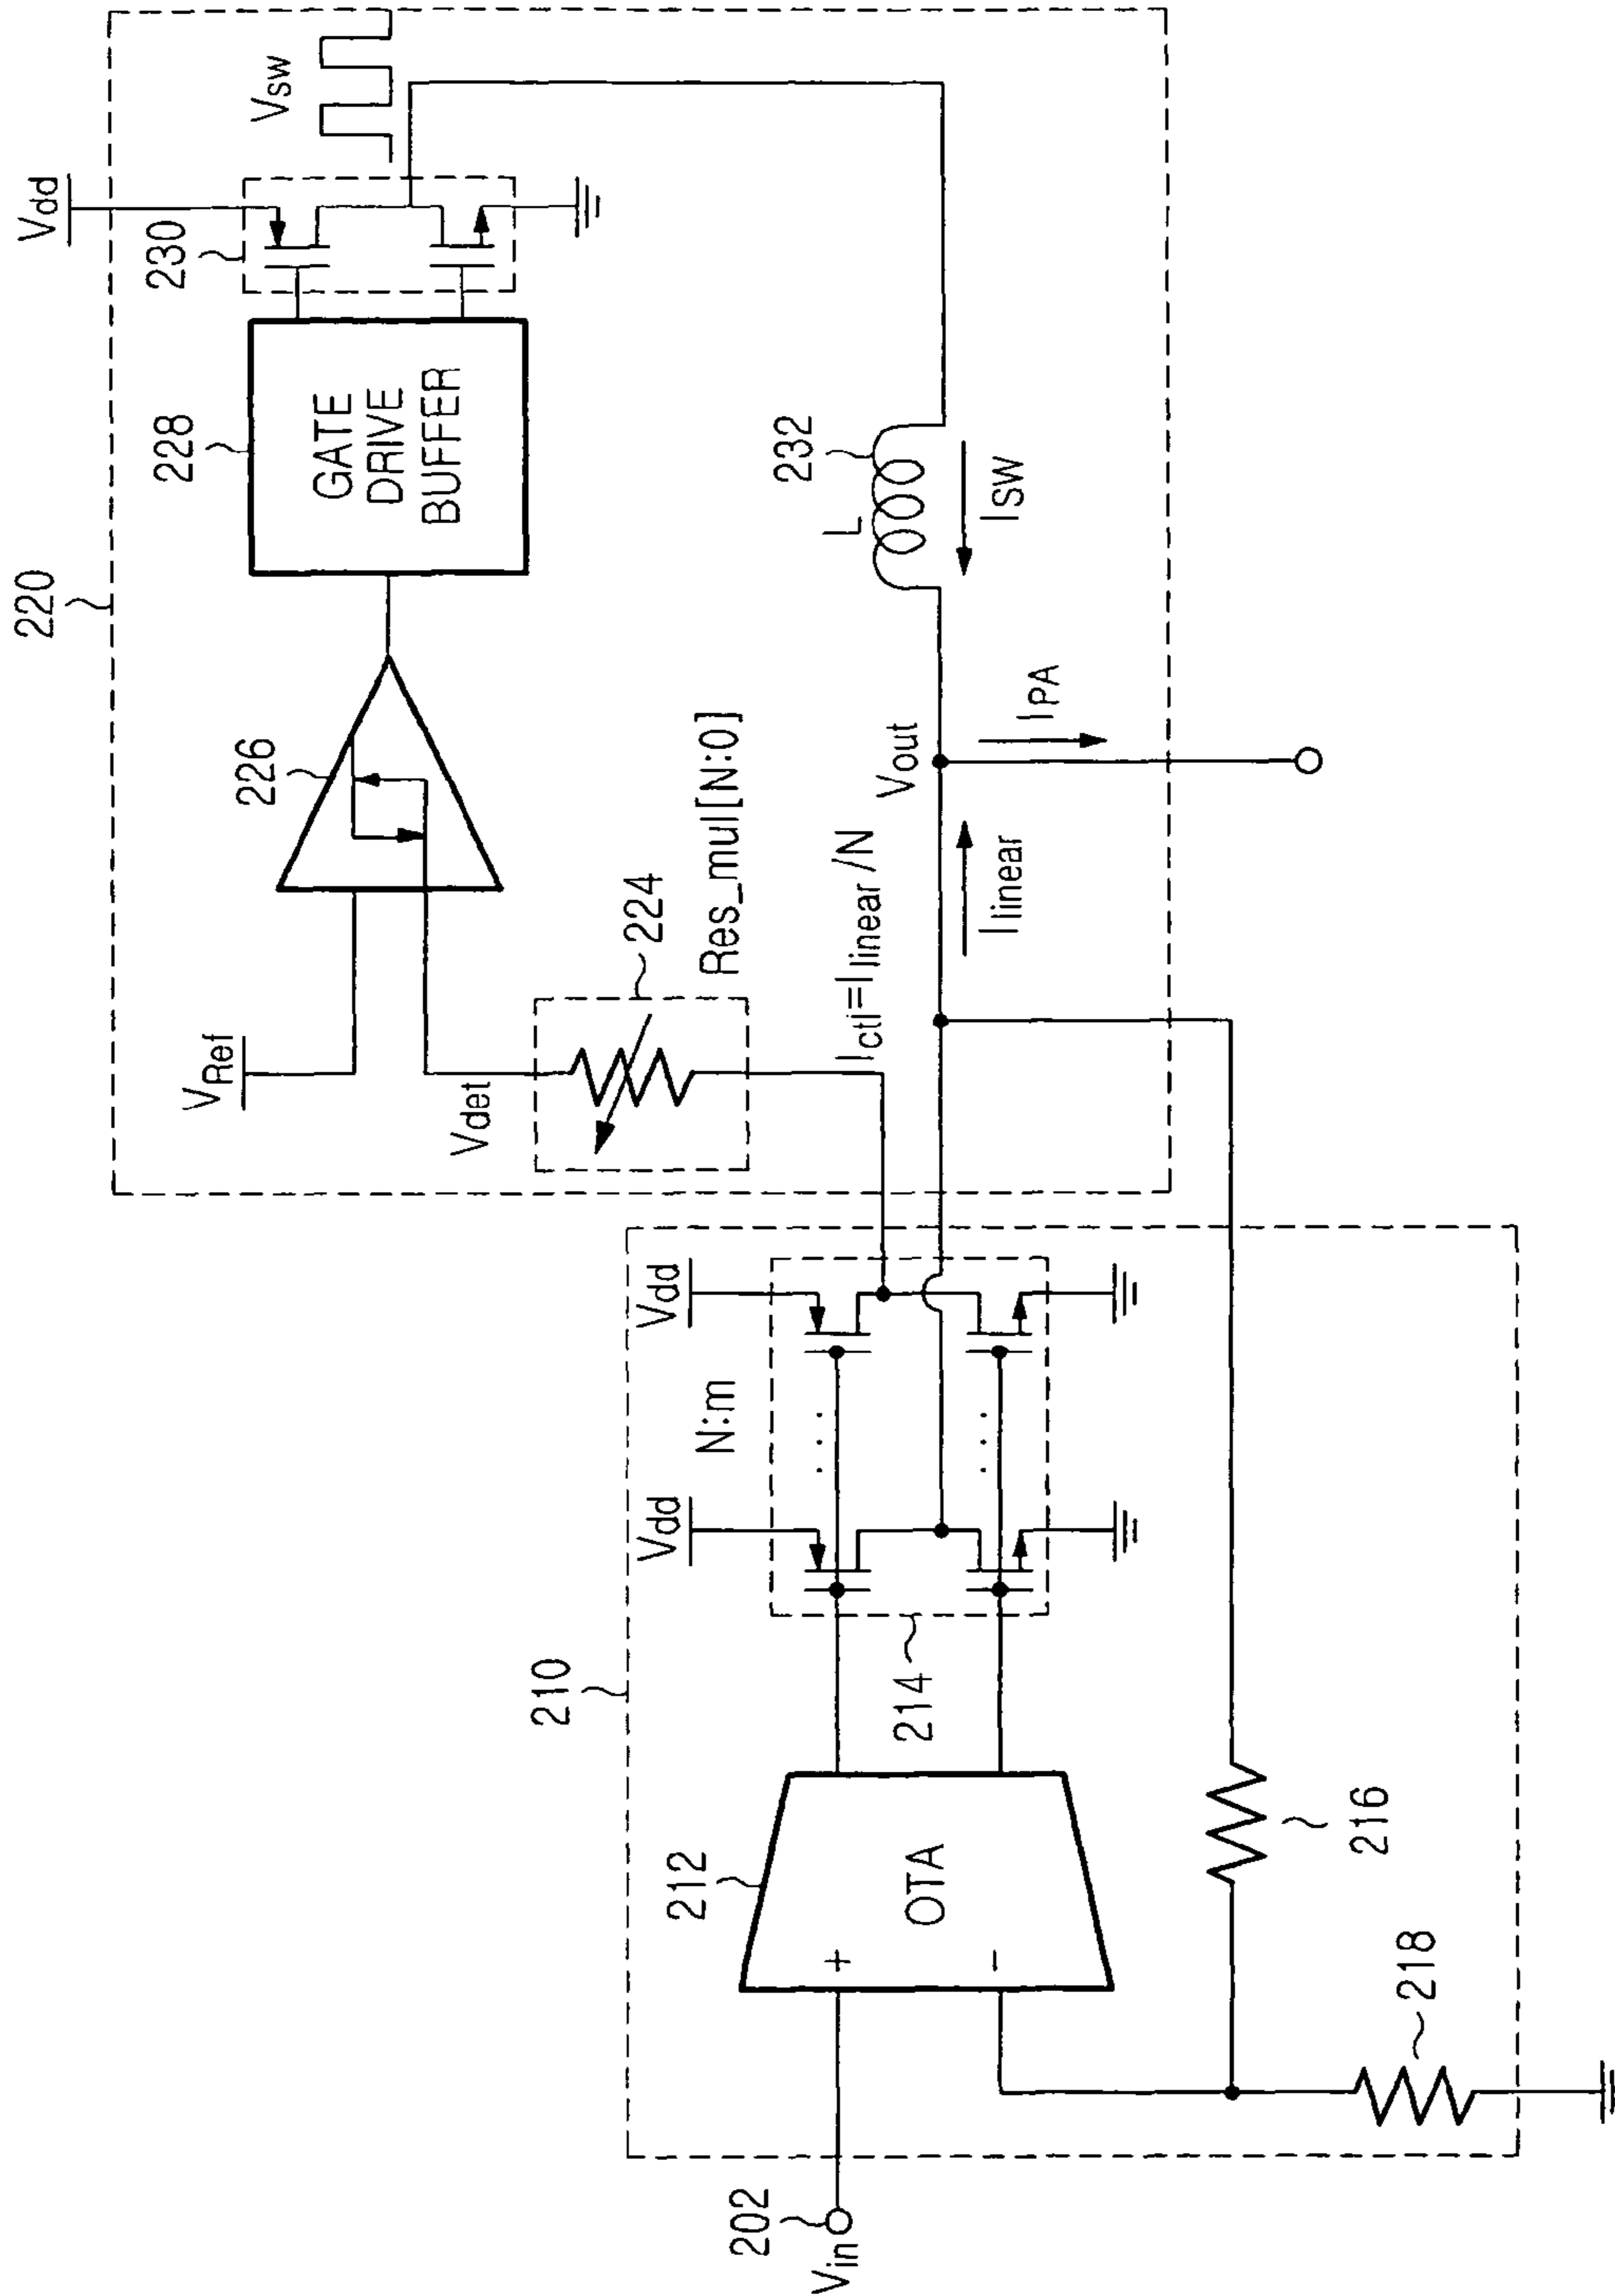 220
Vdd
230
Vsw
228
GATE
DRIVE
BUFFER
226
VRef
Vdet
224
Res_mul[N:0]
232
L
ISW
Ictl=Ilinear/N
Vout
Ilinear
IPA
210
Vdd
Vdd
N:m
214
212
+
OTA
−
202
Vin
216
218